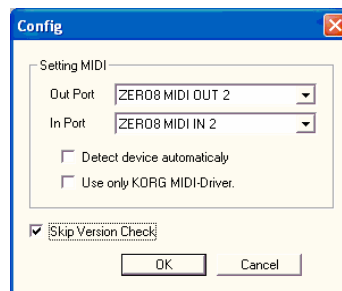 Config
Setting MIDI
Out Port ZERO8 MIDI OUT 2
In Port ZERO8 MIDI IN 2
Detect device automaticaly
Use only KORG MIDI-Driver.
Skip Version Check
OK Cancel